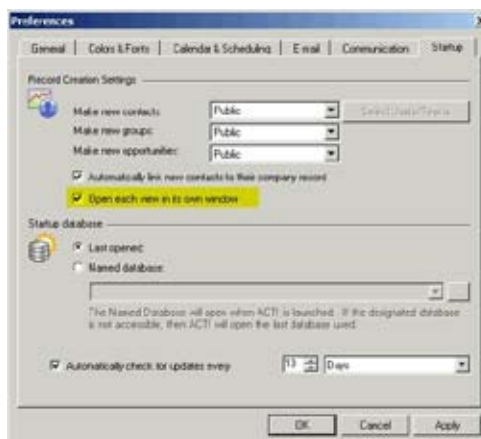 Preferences
General
Colors & Fonts
Calendar & Scheduling
E-mail
Communication
Startup
Record Creation Settings
Make new contacts:
Public
Select Users/Teams
Make new groups:
Public
Make new opportunities:
Public
Automatically link new contacts to their company record
Open each view in its own window
Startup database
Last opened
Named database:
The Named Database will open when ACT! is launched. If the designated database
is not accessible, then ACT! will open the last database used.
Automatically check for updates every
Days
OK
Cancel
Apply